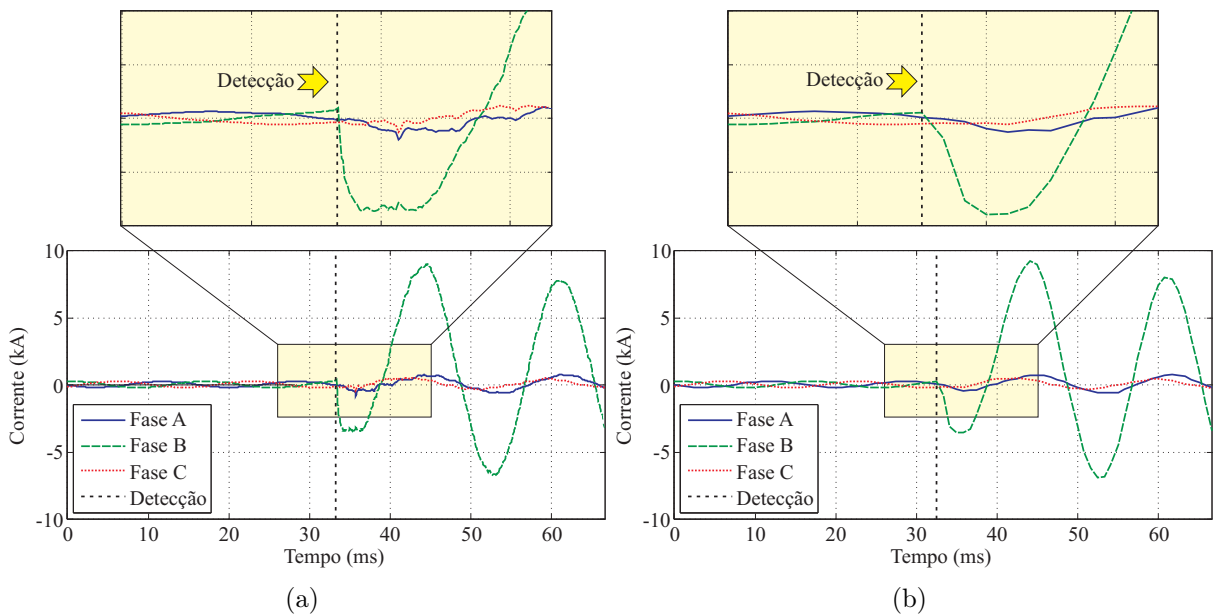 Detecção
10
5
0
-5
-10
Corrente (kA)
Fase A
Fase B
Fase C
Detecção
0 10 20 30 40 50 60
Tempo (ms)
(a)
Detecção
10
5
0
-5
-10
Corrente (kA)
Fase A
Fase B
Fase C
Detecção
0 10 20 30 40 50 60
Tempo (ms)
(b)